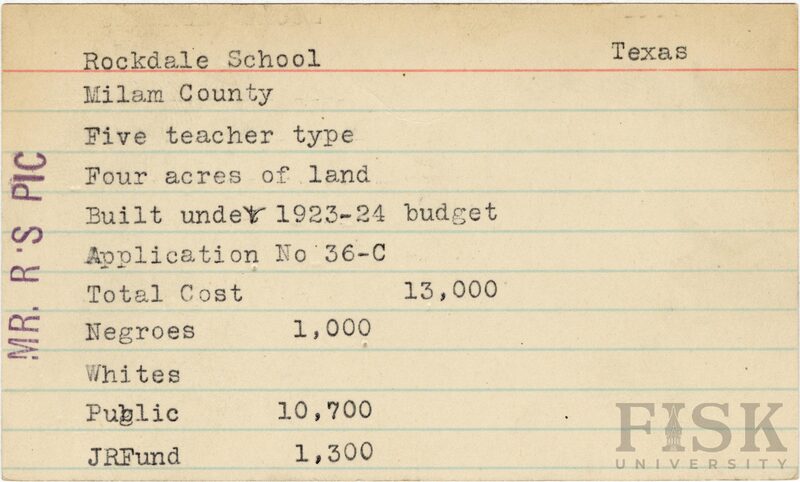 Rockdale School Texas
Milam County
Five teacher type
Four acres of land
Built under 1923-24 budget
Application No 36-C
Total Cost 13,000
Negroes 1,000
Whites
Public 10,700
JRFund 1,300
MR. R'S PIC
FISK
UNIVERSITY